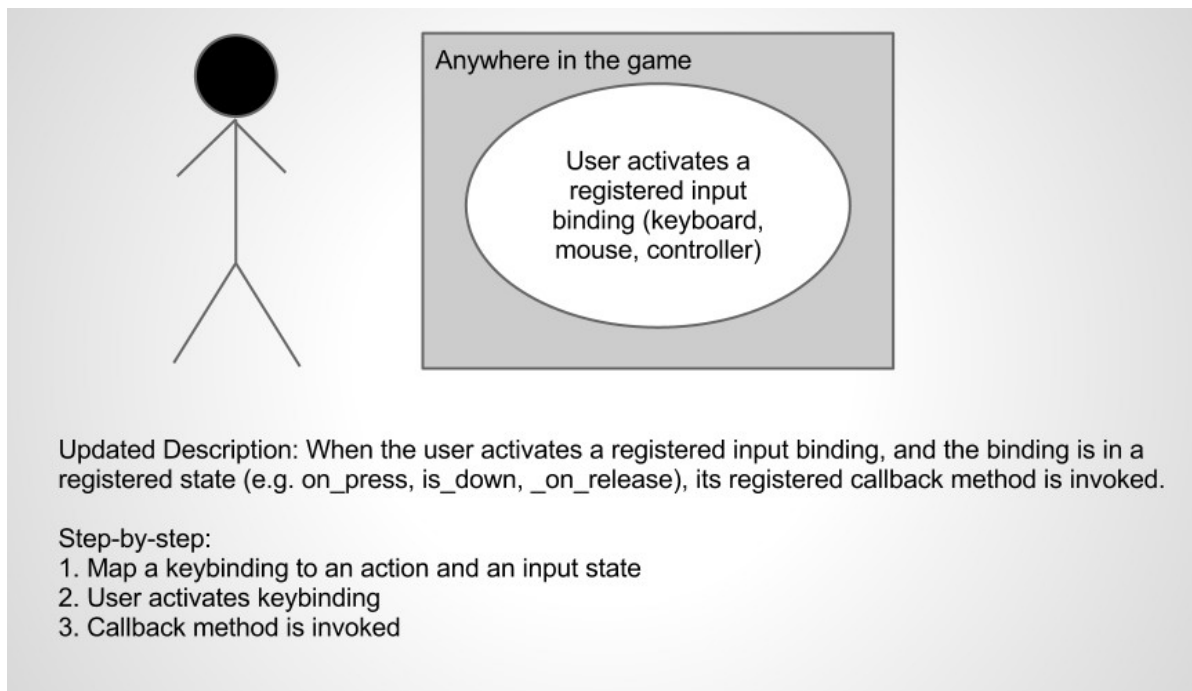 Anywhere in the game
User activates a
registered input
binding (keyboard,
mouse, controller)
Updated Description: When the user activates a registered input binding, and the binding is in a
registered state (e.g. on_press, is_down, _on_release), its registered callback method is invoked.
Step-by-step:
1. Map a keybinding to an action and an input state
2. User activates keybinding
3. Callback method is invoked